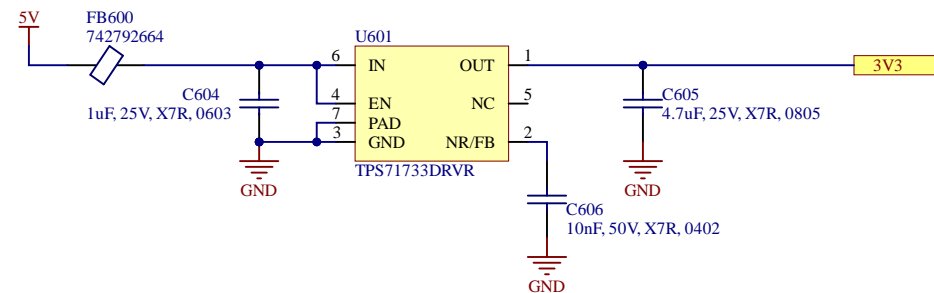 5V
FB600
742792664
U601
6
IN
OUT
1
3V3
C604
1uF, 25V, X7R, 0603
4
EN
NC
5
C605
4.7uF, 25V, X7R, 0805
7
PAD
3
GND
NR/FB
2
TPS71733DRVR
GND
GND
C606
10nF, 50V, X7R, 0402
GND